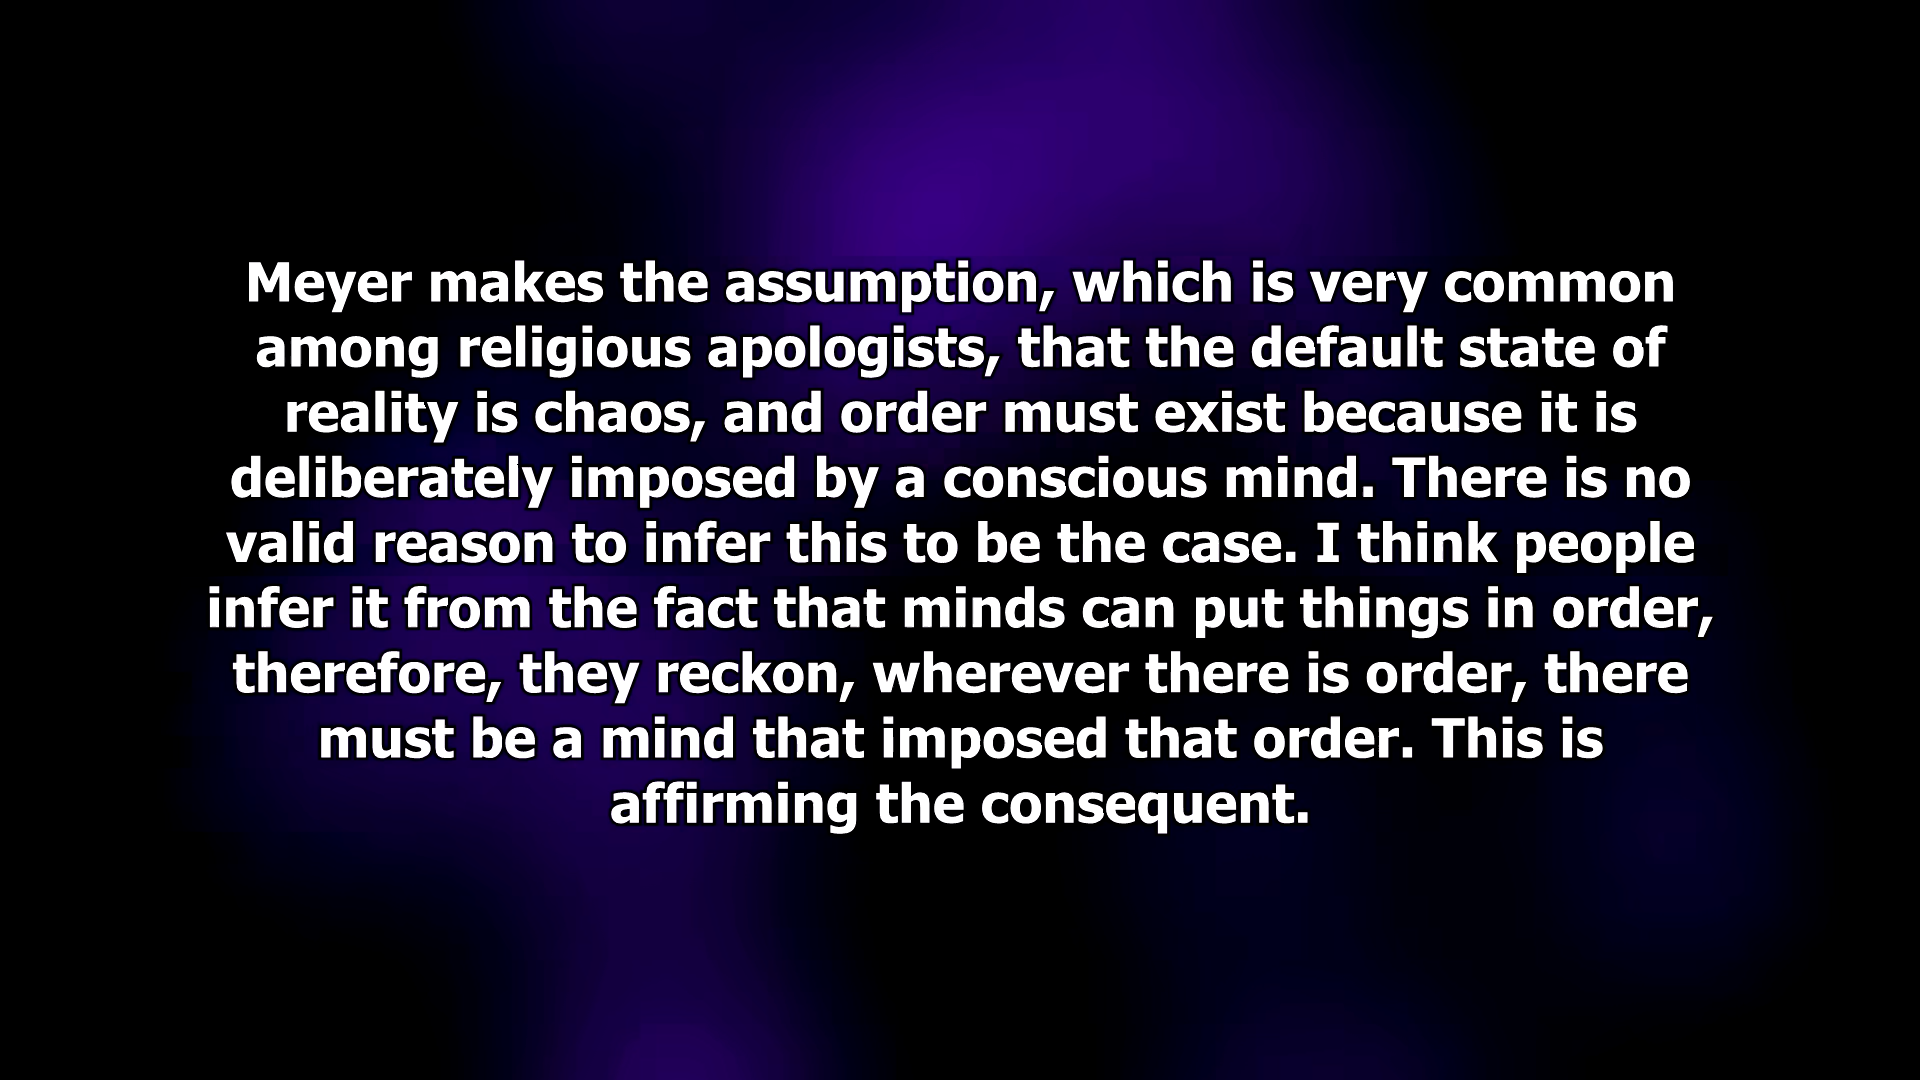 Meyer makes the assumption, which is very common
among religious apologists, that the default state of
reality is chaos, and order must exist because it is
deliberately imposed by a conscious mind. There is no
valid reason to infer this to be the case. I think people
infer it from the fact that minds can put things in order,
therefore, they reckon, wherever there is order, there
must be a mind that imposed that order. This is
affirming the consequent.